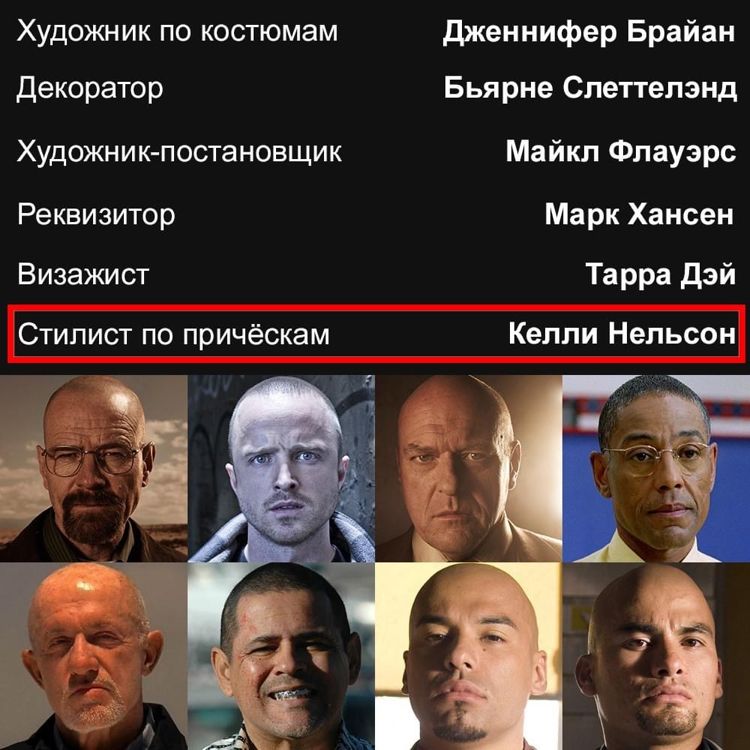 Художник по костюмам Дженнифер Брайан
Декоратор Бьярне Слеттелэнд
Художник-постановщик Майкл Флауэрс
Реквизитор Марк Хансен
Визажист Тарра Дэй
Стилист по причёскам Келли Нельсон